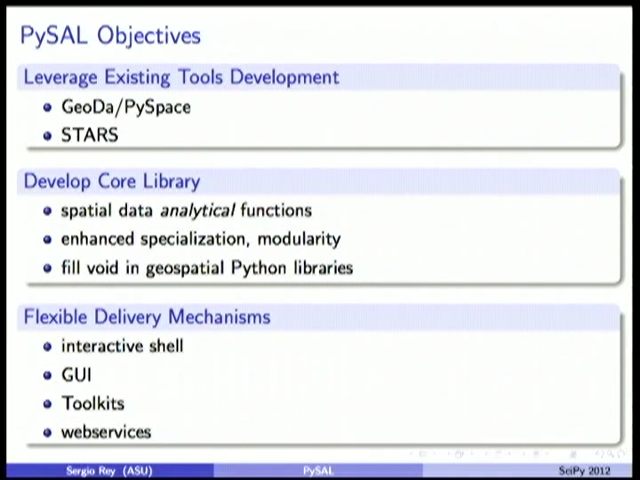 PySAL Objectives
Leverage Existing Tools Development
GeoDa/PySpace
STARS
Develop Core Library
spatial data analytical functions
enhanced specialization, modularity
fill void in geospatial Python libraries
Flexible Delivery Mechanisms
interactive shell
GUI
Toolkits
webservices
Sergio Rey (ASU) PySAL SciPy 2012